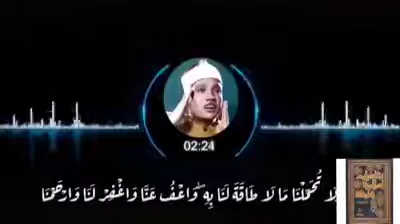 02:24
لَا تُحَمِّلْنَا مَا لَا طَاقَةَ لَنَا بِهِ ۖ وَاعْفُ عَنَّا وَاغْفِرْ لَنَا وَارْحَمْنَا